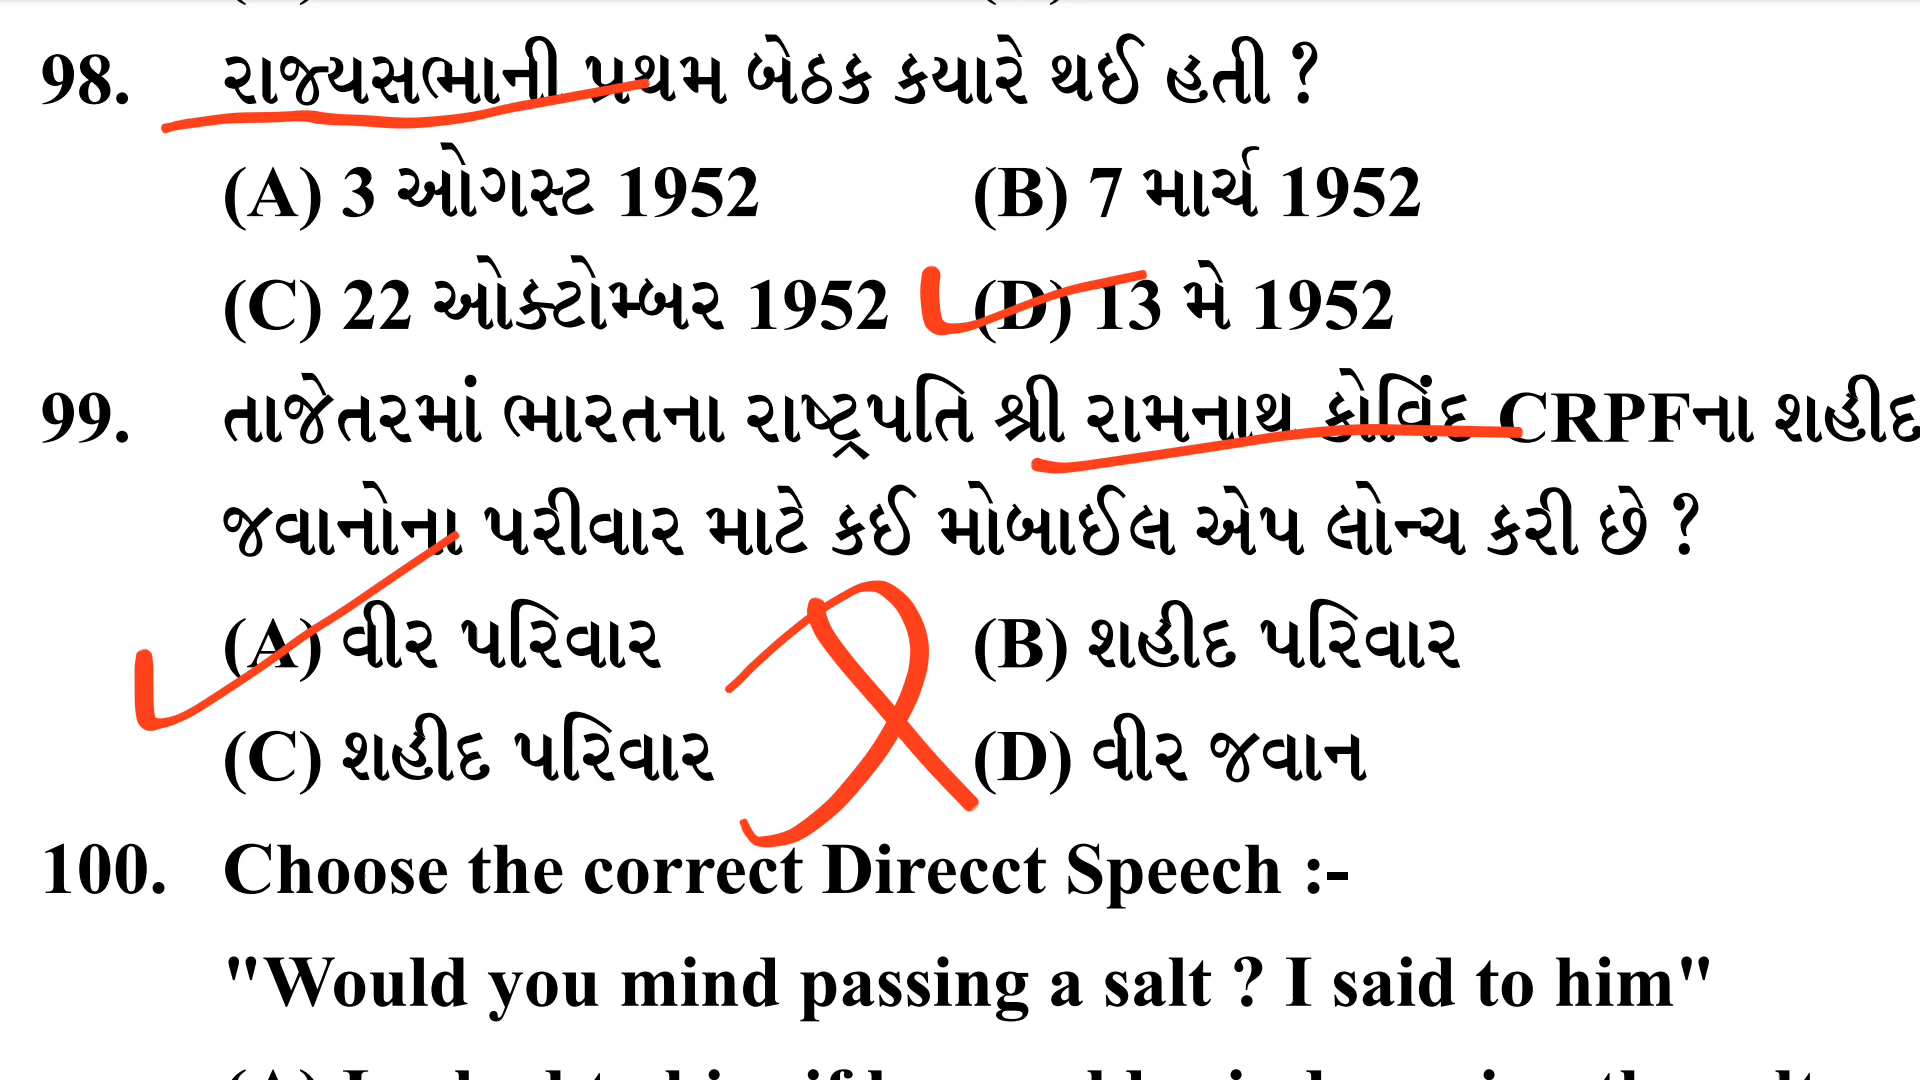 98. રાજ્યસભાની પ્રથમ બેઠક કયારે થઈ હતી ?
(A) 3 ઓગસ્ટ 1952 (B) 7 માર્ચ 1952
(C) 22 ઓક્ટોમ્બર 1952 (D) 13 મે 1952
99. તાજેતરમાં ભારતના રાષ્ટ્રપતિ શ્રી રામનાથ કોવિંદ CRPFના શહીદ
જવાનોના પરીવાર માટે કઈ મોબાઈલ એપ લોન્ચ કરી છે ?
(A) વીર પરિવાર (B) શહીદ પરિવાર
(C) શહીદ પરિવાર (D) વીર જવાન
100. Choose the correct Direcct Speech :-
"Would you mind passing a salt ? I said to him"